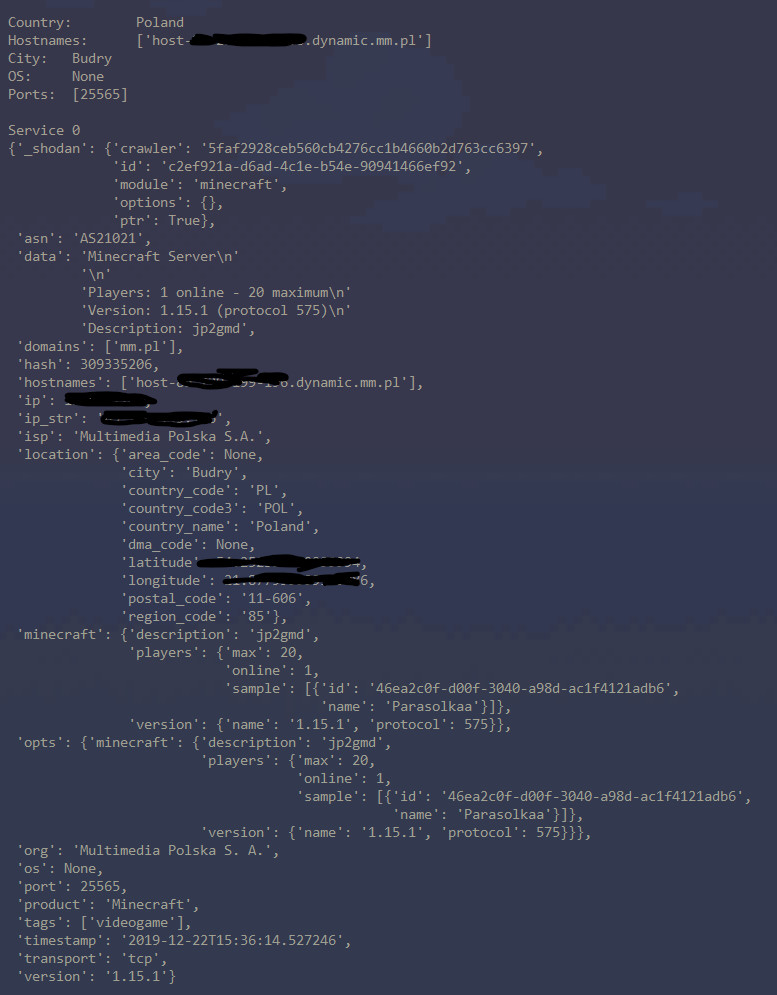 Country: Poland
Hostnames: ['host- .dynamic.mm.pl']
City: Budry
OS: None
Ports: [25565]
Service 0
{'_shodan': {'crawler': '5faf2928ceb560cb4276cc1b4660b2d763cc6397',
'id': 'c2ef921a-d6ad-4c1e-b54e-90941466ef92',
'module': 'minecraft',
'options': {},
'ptr': True},
'asn': 'AS21021',
'data': 'Minecraft Server\n'
'\n'
'Players: 1 online - 20 maximum\n'
'Version: 1.15.1 (protocol 575)\n'
'Description: jp2gmd',
'domains': ['mm.pl'],
'hash': 309335206,
'hostnames': ['host- .dynamic.mm.pl'],
'ip':
'ip_str':
'isp': 'Multimedia Polska S.A.',
'location': {'area_code': None,
'city': 'Budry',
'country_code': 'PL',
'country_code3': 'POL',
'country_name': 'Poland',
'dma_code': None,
'latitude'
'longitude':
'postal_code': '11-606',
'region_code': '85'},
'minecraft': {'description': 'jp2gmd',
'players': {'max': 20,
'online': 1,
'sample': [{'id': '46ea2c0f-d00f-3040-a98d-ac1f4121adb6',
'name': 'Parasolkaa'}]},
'version': {'name': '1.15.1', 'protocol': 575}},
'opts': {'minecraft': {'description': 'jp2gmd',
'players': {'max': 20,
'online': 1,
'sample': [{'id': '46ea2c0f-d00f-3040-a98d-ac1f4121adb6',
'name': 'Parasolkaa'}]},
'version': {'name': '1.15.1', 'protocol': 575}}},
'org': 'Multimedia Polska S. A.',
'os': None,
'port': 25565,
'product': 'Minecraft',
'tags': ['videogame'],
'timestamp': '2019-12-22T15:36:14.527246',
'transport': 'tcp',
'version': '1.15.1'}